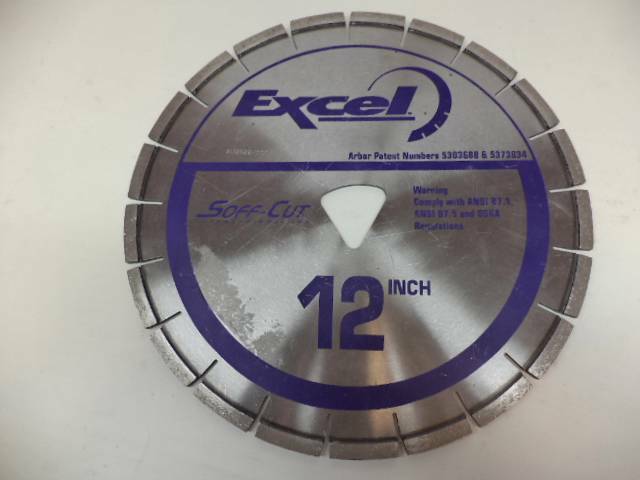 Excel
Arbor Patent Numbers 5303688 & 5373834
SOFF-CUT
Warning
Comply with ANSI B7.1
ANSI B7.5 and OSHA
Regulations
12 INCH